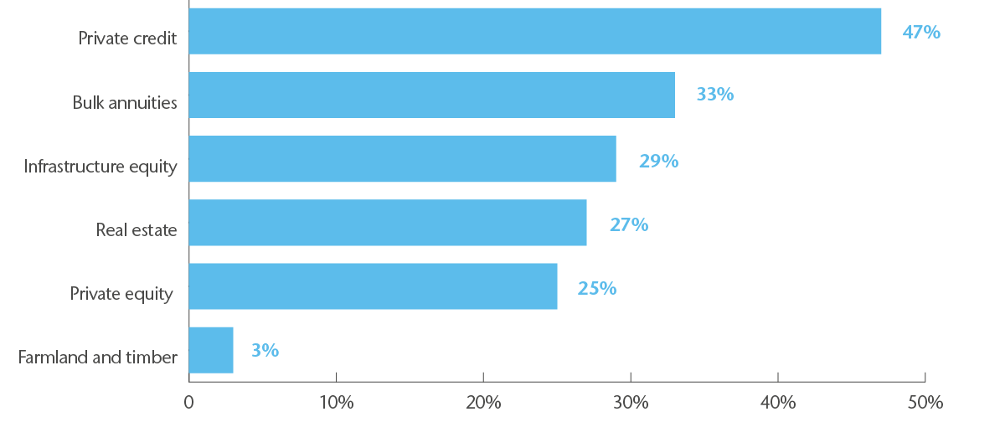 Private credit 47%
Bulk annuities 33%
Infrastructure equity 29%
Real estate 27%
Private equity 25%
Farmland and timber 3%
0 10% 20% 30% 40% 50%